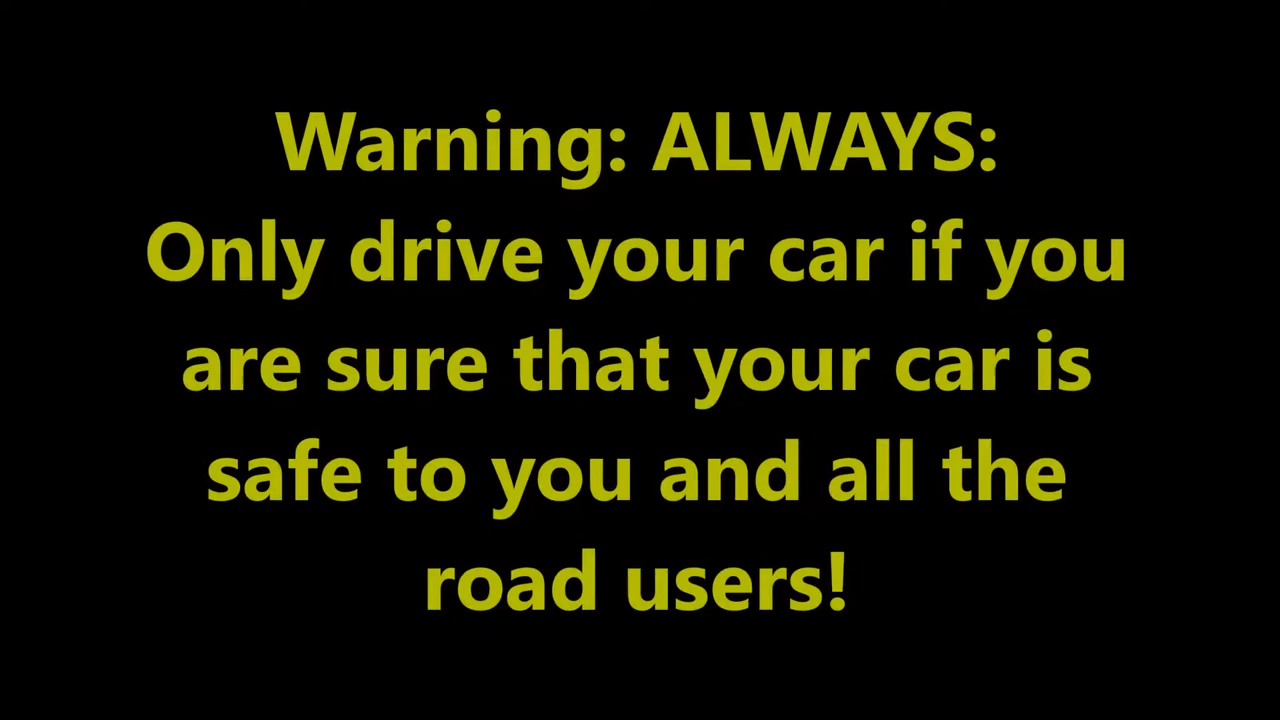 Warning: ALWAYS:
Only drive your car if you
are sure that your car is
safe to you and all the
road users!